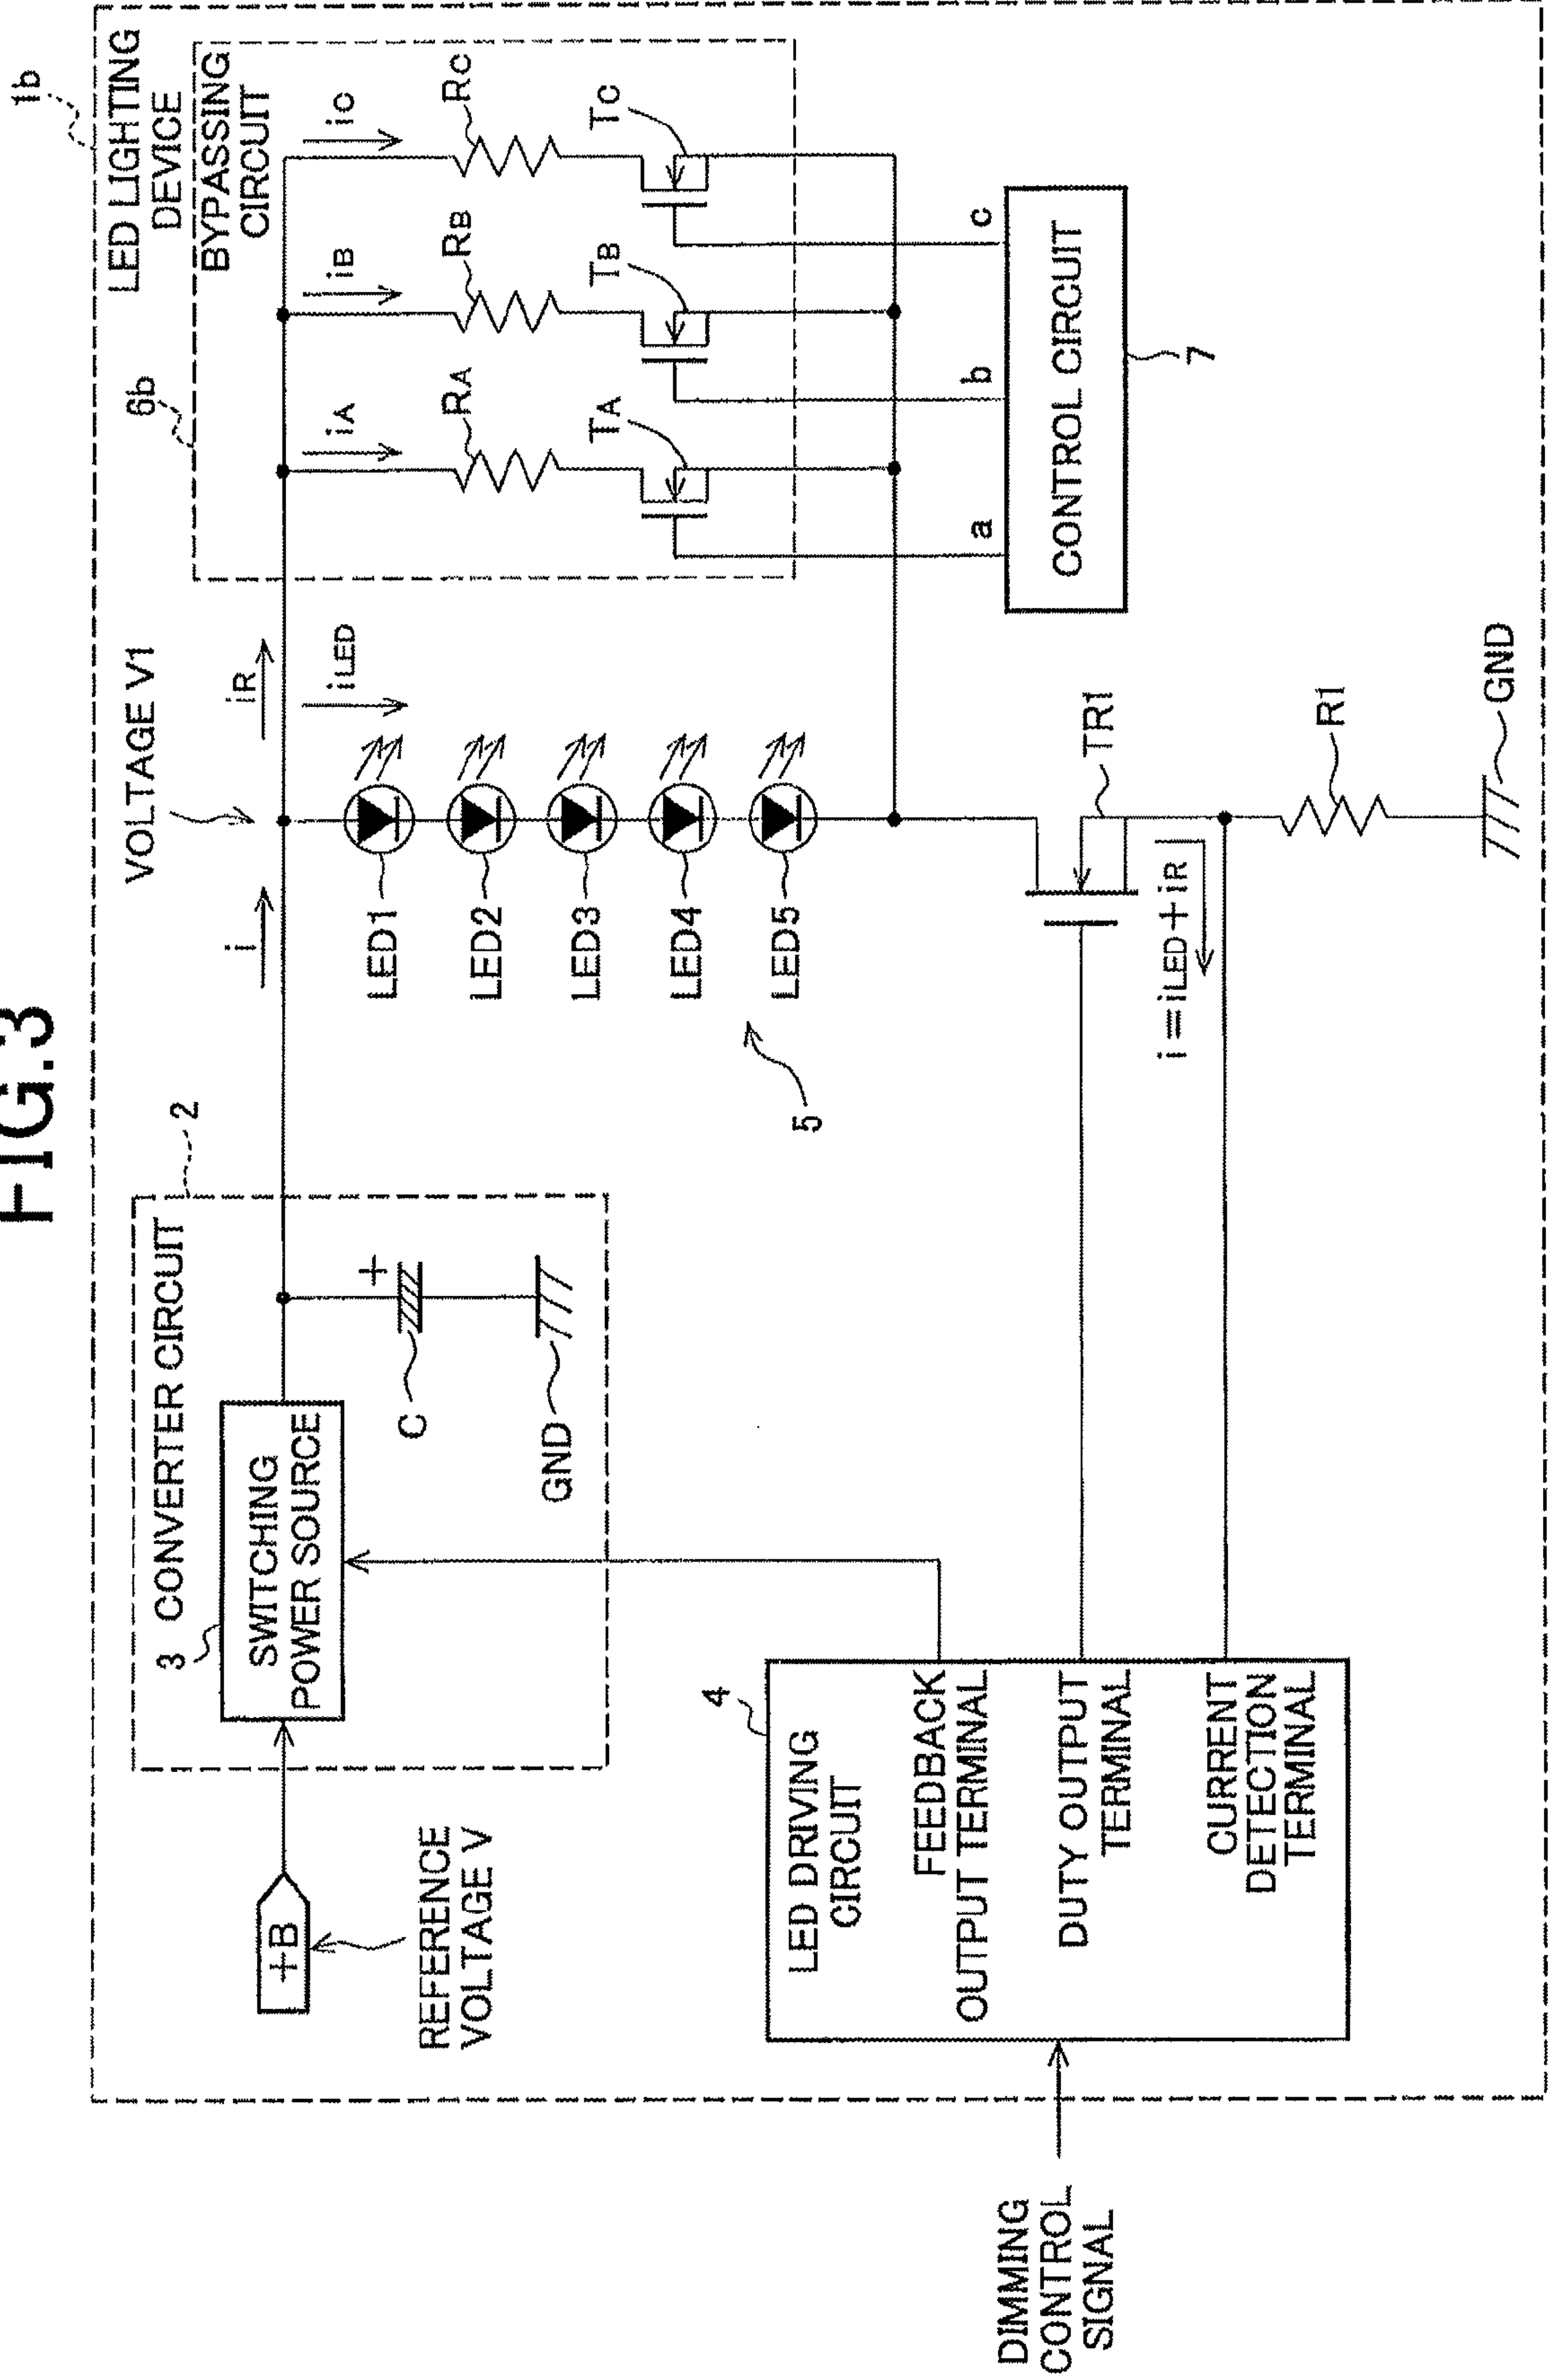 FIG.3
1b
LED LIGHTING
DEVICE
BYPASSING
CIRCUIT
6b
VOLTAGE V1
i
iR
iLED
iA
iB
iC
RA
RB
RC
TA
TB
TC
a
b
c
CONTROL CIRCUIT
7
2
CONVERTER CIRCUIT
3
SWITCHING
POWER SOURCE
+
C
GND
+B
REFERENCE
VOLTAGE V
LED1
LED2
LED3
LED4
LED5
5
TR1
i=iLED+iR
R1
GND
4
LED DRIVING
CIRCUIT
FEEDBACK
OUTPUT TERMINAL
DUTY OUTPUT
TERMINAL
CURRENT
DETECTION
TERMINAL
DIMMING
CONTROL
SIGNAL